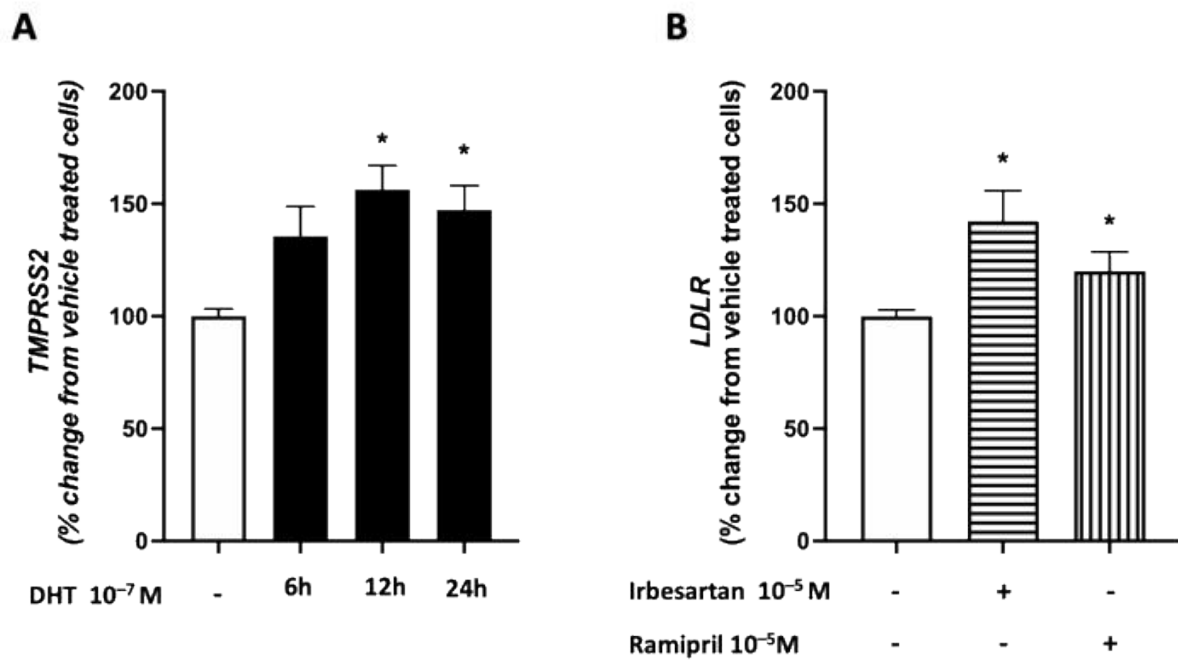 A
TMPRSS2
(% change from vehicle treated cells)
200
150
100
50
0
*
*
DHT 10⁻⁷ M
-
6h
12h
24h
B
LDLR
(% change from vehicle treated cells)
200
150
100
50
0
*
*
Irbesartan 10⁻⁵ M
-
+
-
Ramipril 10⁻⁵M
-
-
+